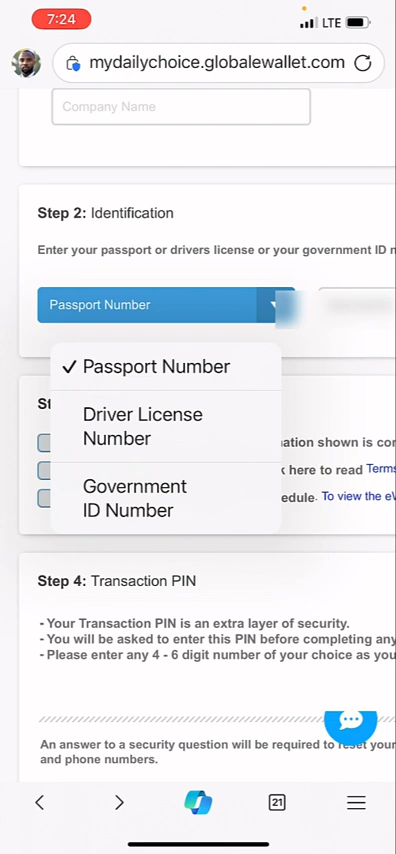 7:24
LTE
mydailychoice.globalewallet.com
Company Name
Step 2: Identification
Enter your passport or drivers license or your government ID n
Passport Number
✓ Passport Number
Driver License
Number
Government
ID Number
St
ation shown is cor
k here to read Terms
edule. To view the eW
Step 4: Transaction PIN
- Your Transaction PIN is an extra layer of security.
- You will be asked to enter this PIN before completing any
- Please enter any 4 - 6 digit number of your choice as you
An answer to a security question will be required to reset your
and phone numbers.
21